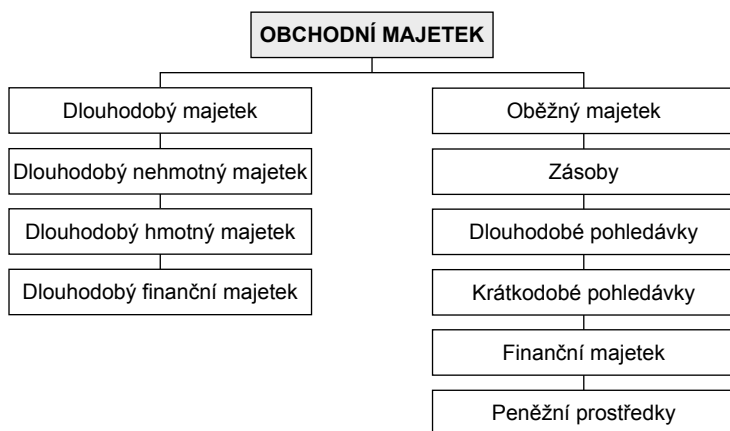 OBCHODNÍ MAJETEK
Dlouhodobý majetek
Dlouhodobý nehmotný majetek
Dlouhodobý hmotný majetek
Dlouhodobý finanční majetek
Oběžný majetek
Zásoby
Dlouhodobé pohledávky
Krátkodobé pohledávky
Finanční majetek
Peněžní prostředky